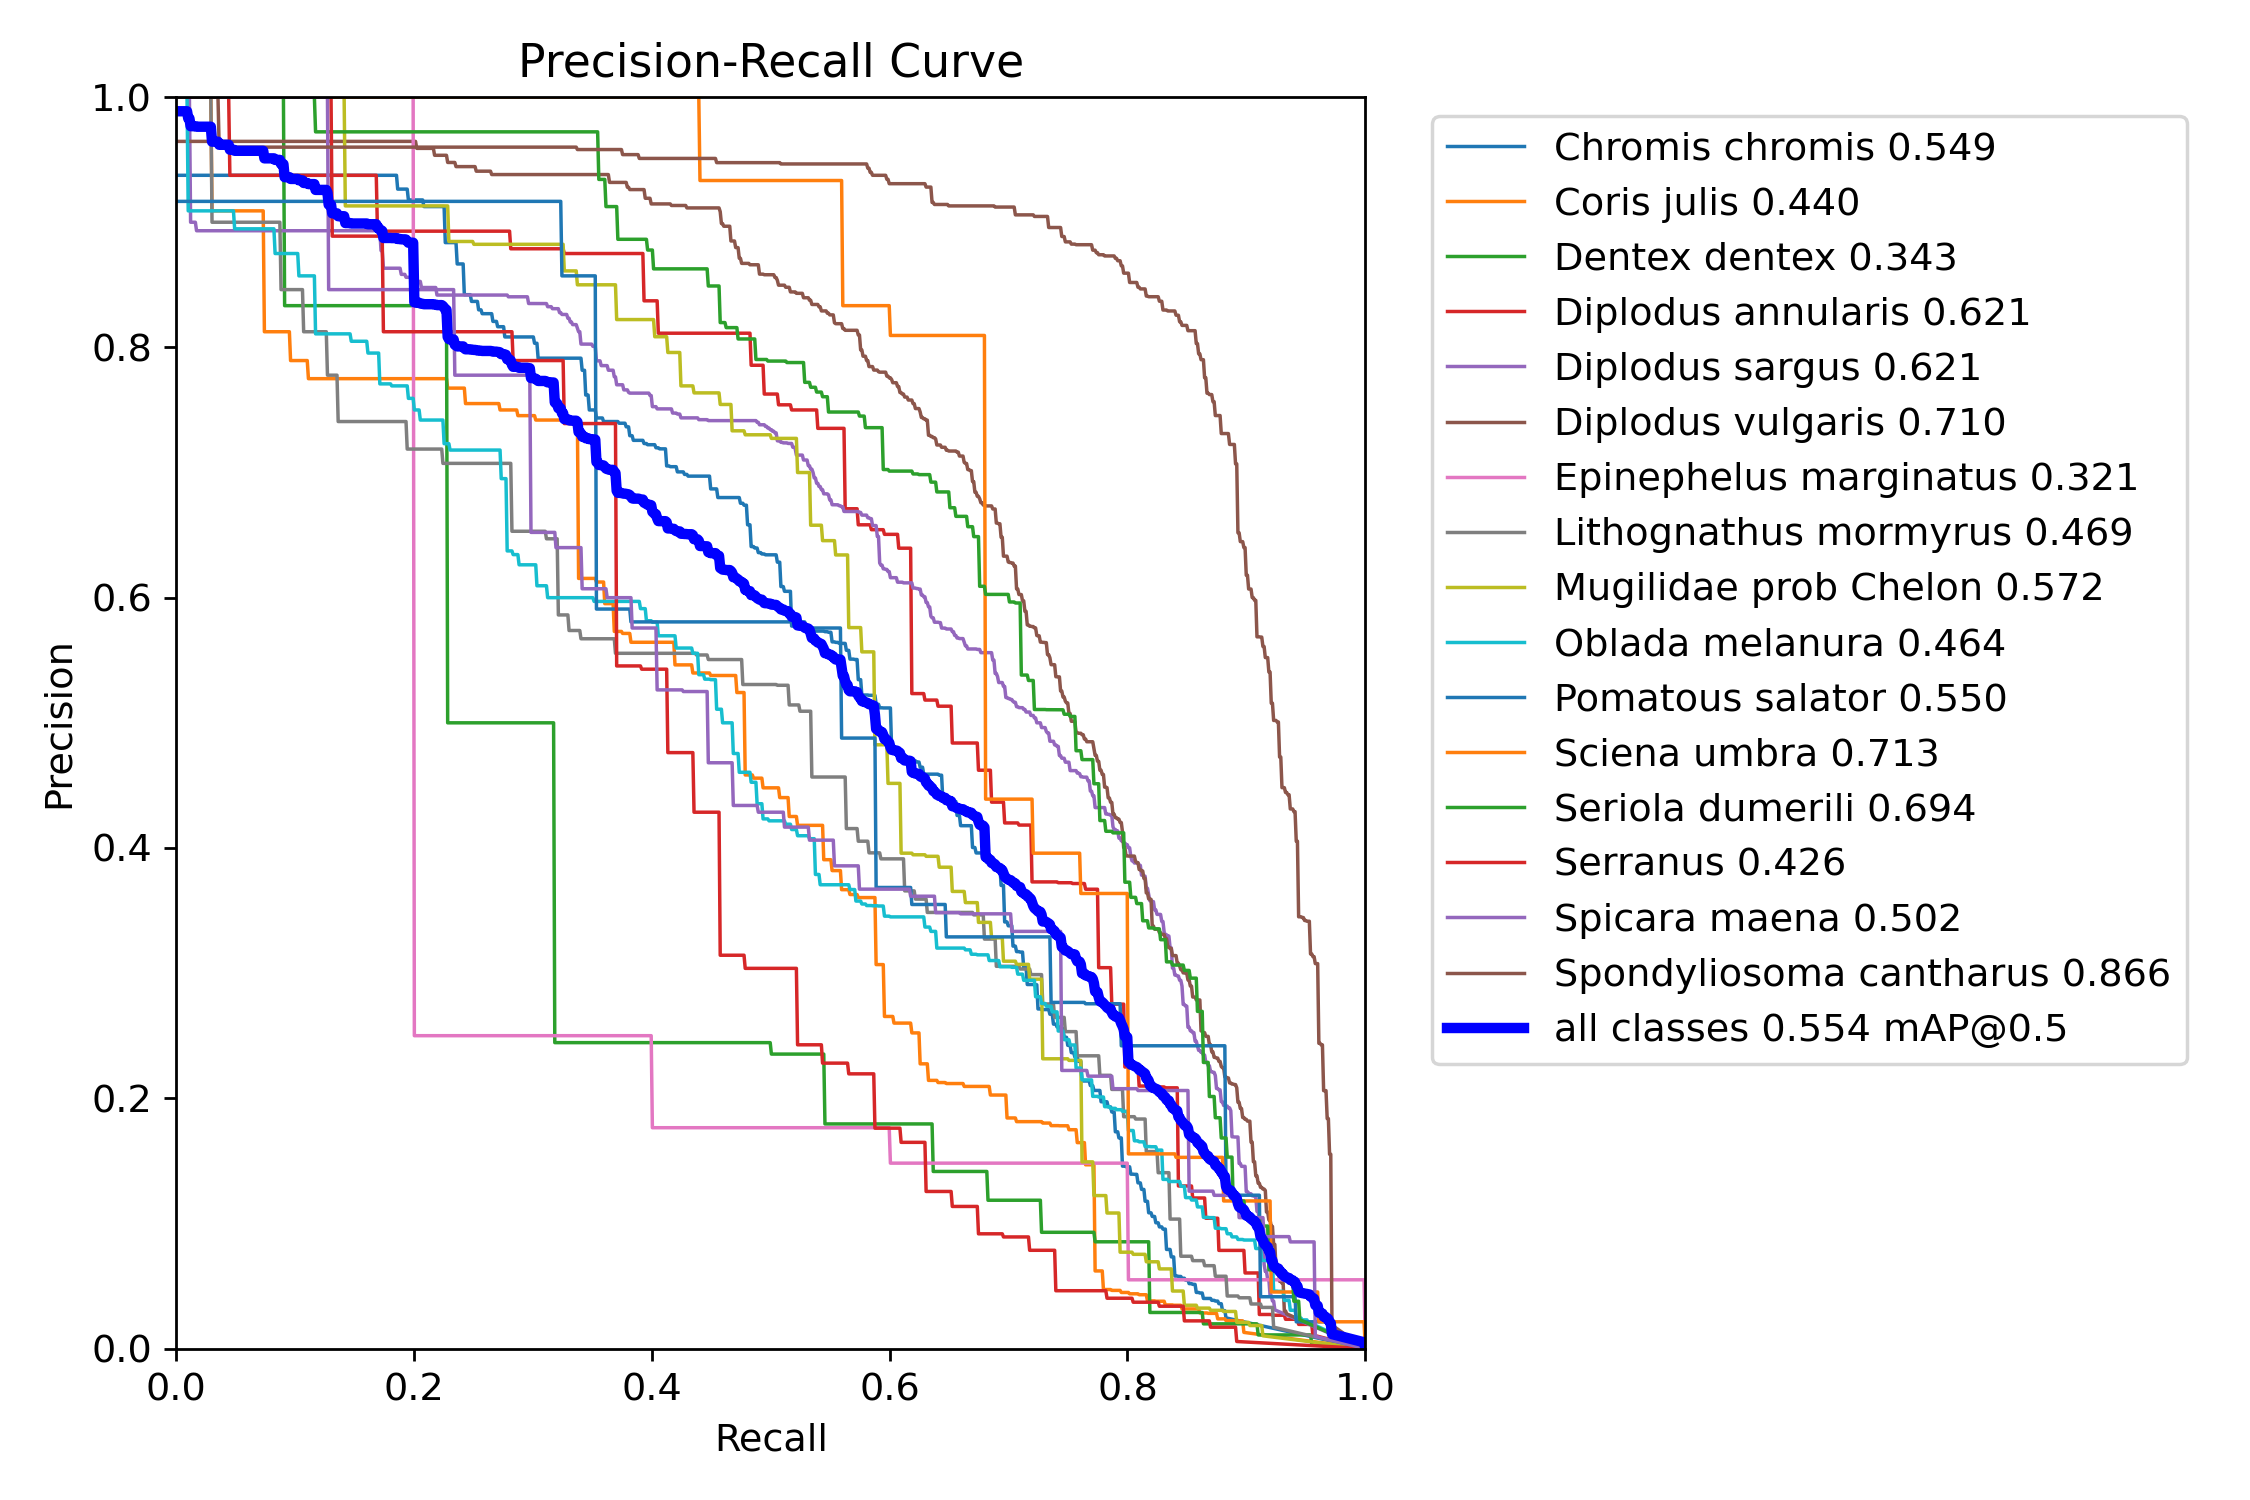 Precision-Recall Curve
1.0
0.8
0.6
0.4
0.2
0.0
Precision
0.0 0.2 0.4 0.6 0.8 1.0
Recall
Chromis chromis 0.549
Coris julis 0.440
Dentex dentex 0.343
Diplodus annularis 0.621
Diplodus sargus 0.621
Diplodus vulgaris 0.710
Epinephelus marginatus 0.321
Lithognathus mormyrus 0.469
Mugilidae prob Chelon 0.572
Oblada melanura 0.464
Pomatous salator 0.550
Sciena umbra 0.713
Seriola dumerili 0.694
Serranus 0.426
Spicara maena 0.502
Spondyliosoma cantharus 0.866
all classes 0.554 mAP@0.5